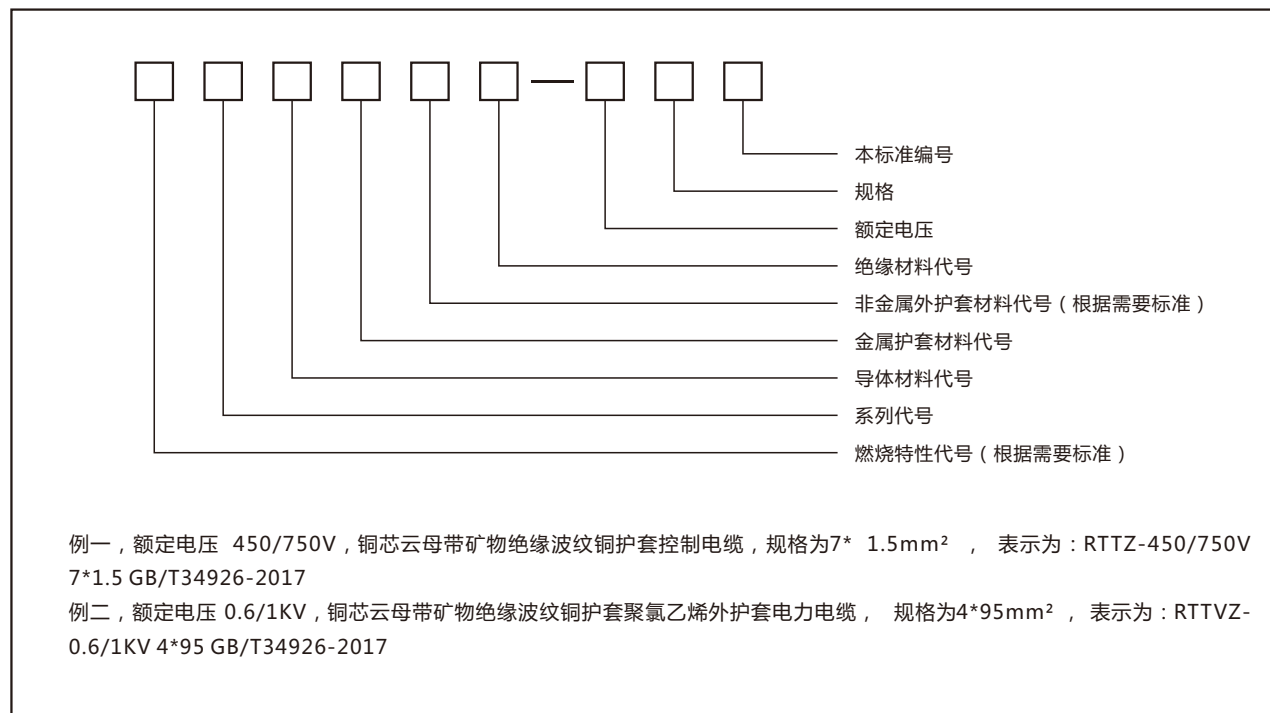 本标准编号
规格
额定电压
绝缘材料代号
非金属外护套材料代号（根据需要标准）
金属护套材料代号
导体材料代号
系列代号
燃烧特性代号（根据需要标准）
例一，额定电压 450/750V，铜芯云母带矿物绝缘波纹铜护套控制电缆，规格为7* 1.5mm² ， 表示为：RTTZ-450/750V
7*1.5 GB/T34926-2017
例二，额定电压 0.6/1KV，铜芯云母带矿物绝缘波纹铜护套聚氯乙烯外护套电力电缆， 规格为4*95mm² ，表示为：RTTVZ-
0.6/1KV 4*95 GB/T34926-2017